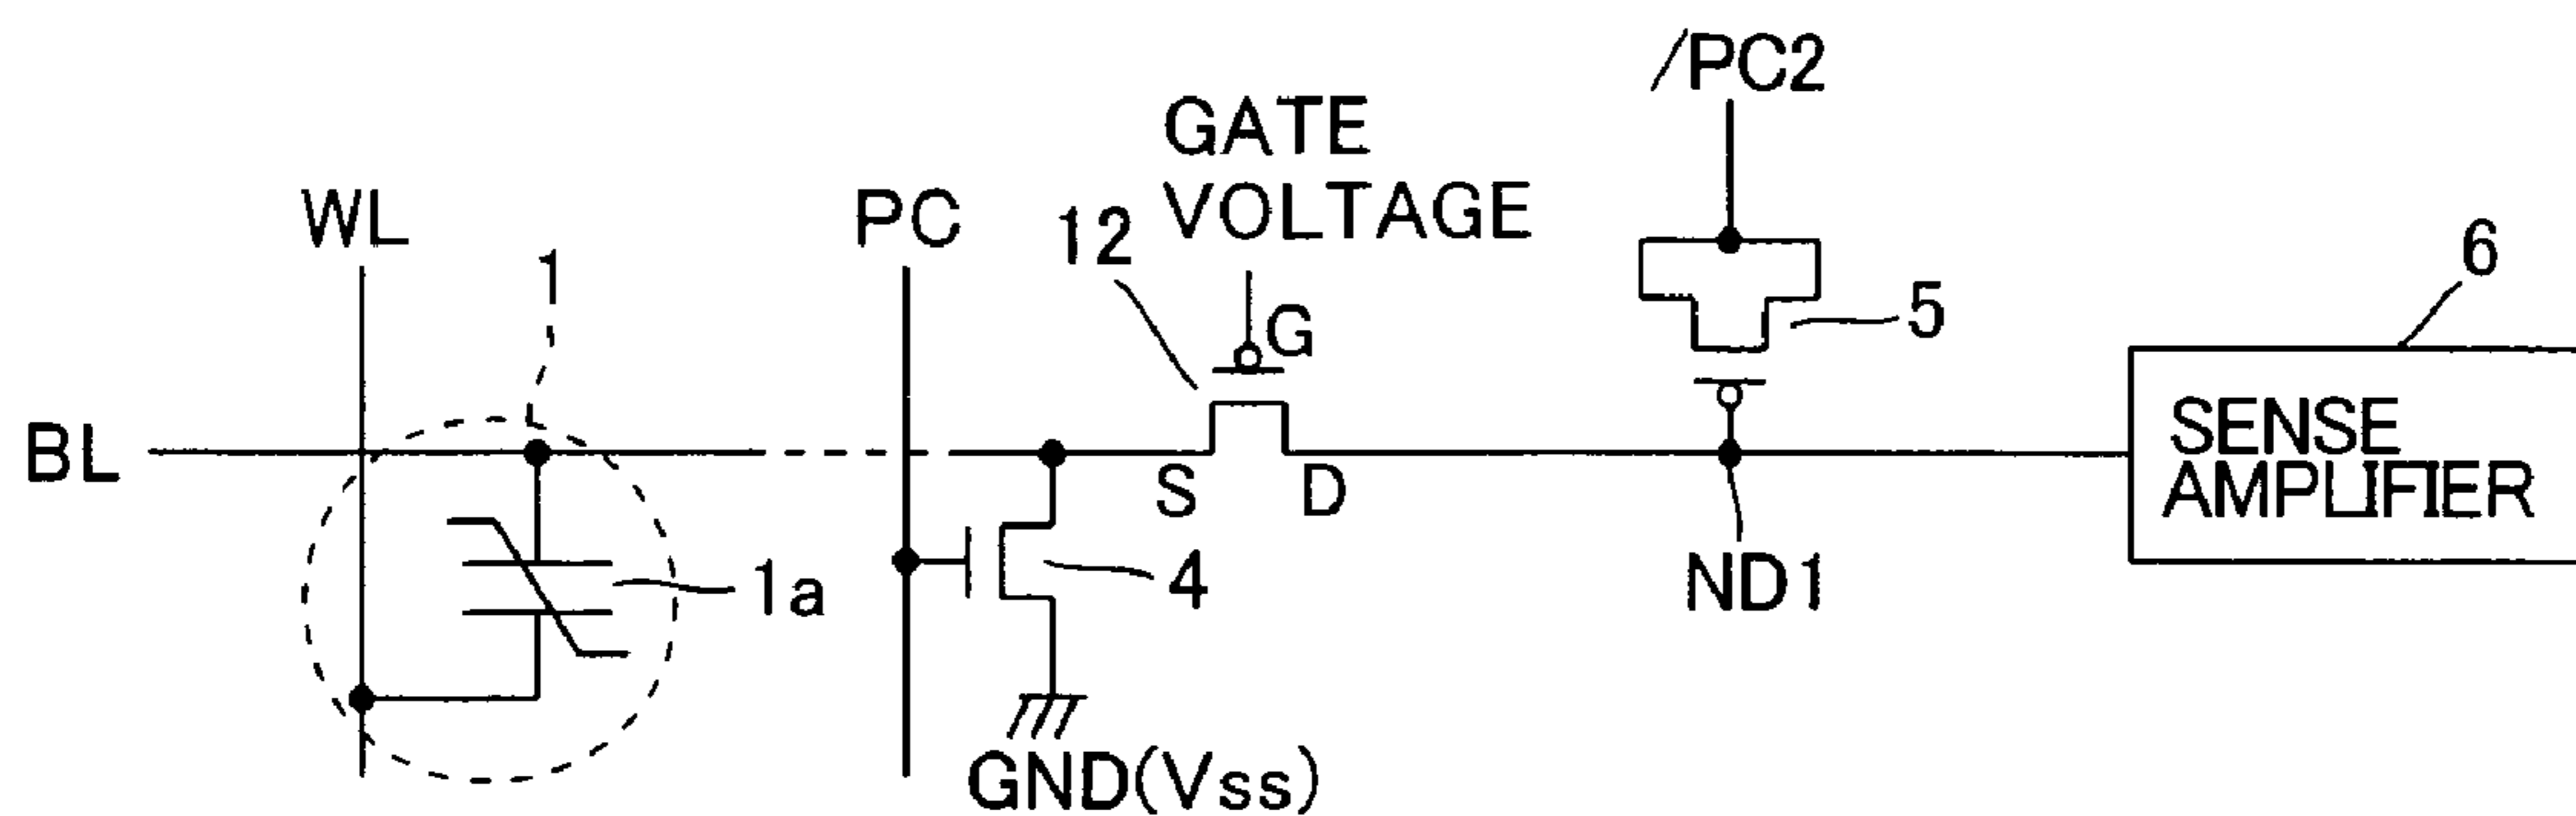 /PC2
GATE
VOLTAGE
WL
PC
12
1
6
G
5
BL
SENSE
AMPLIFIER
S
D
1a
4
ND1
GND(Vss)